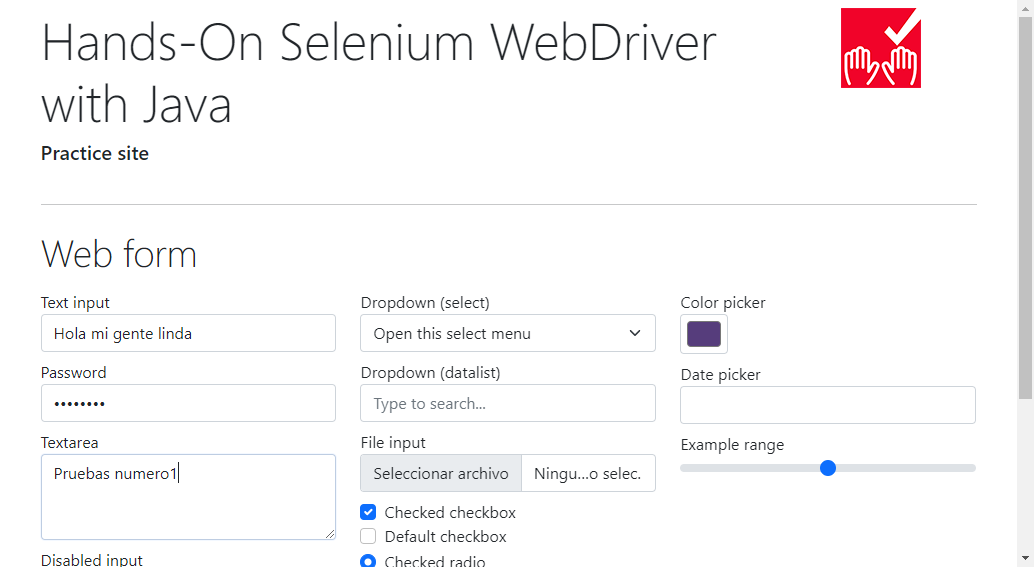 Hands-On Selenium WebDriver
with Java
Practice site
Web form
Text input
Hola mi gente linda
Password
••••••••
Textarea
Pruebas numero1
Disabled input
Dropdown (select)
Open this select menu
Dropdown (datalist)
Type to search...
File input
Seleccionar archivo Ningu...o selec.
Checked checkbox
Default checkbox
Checked radio
Color picker
Date picker
Example range